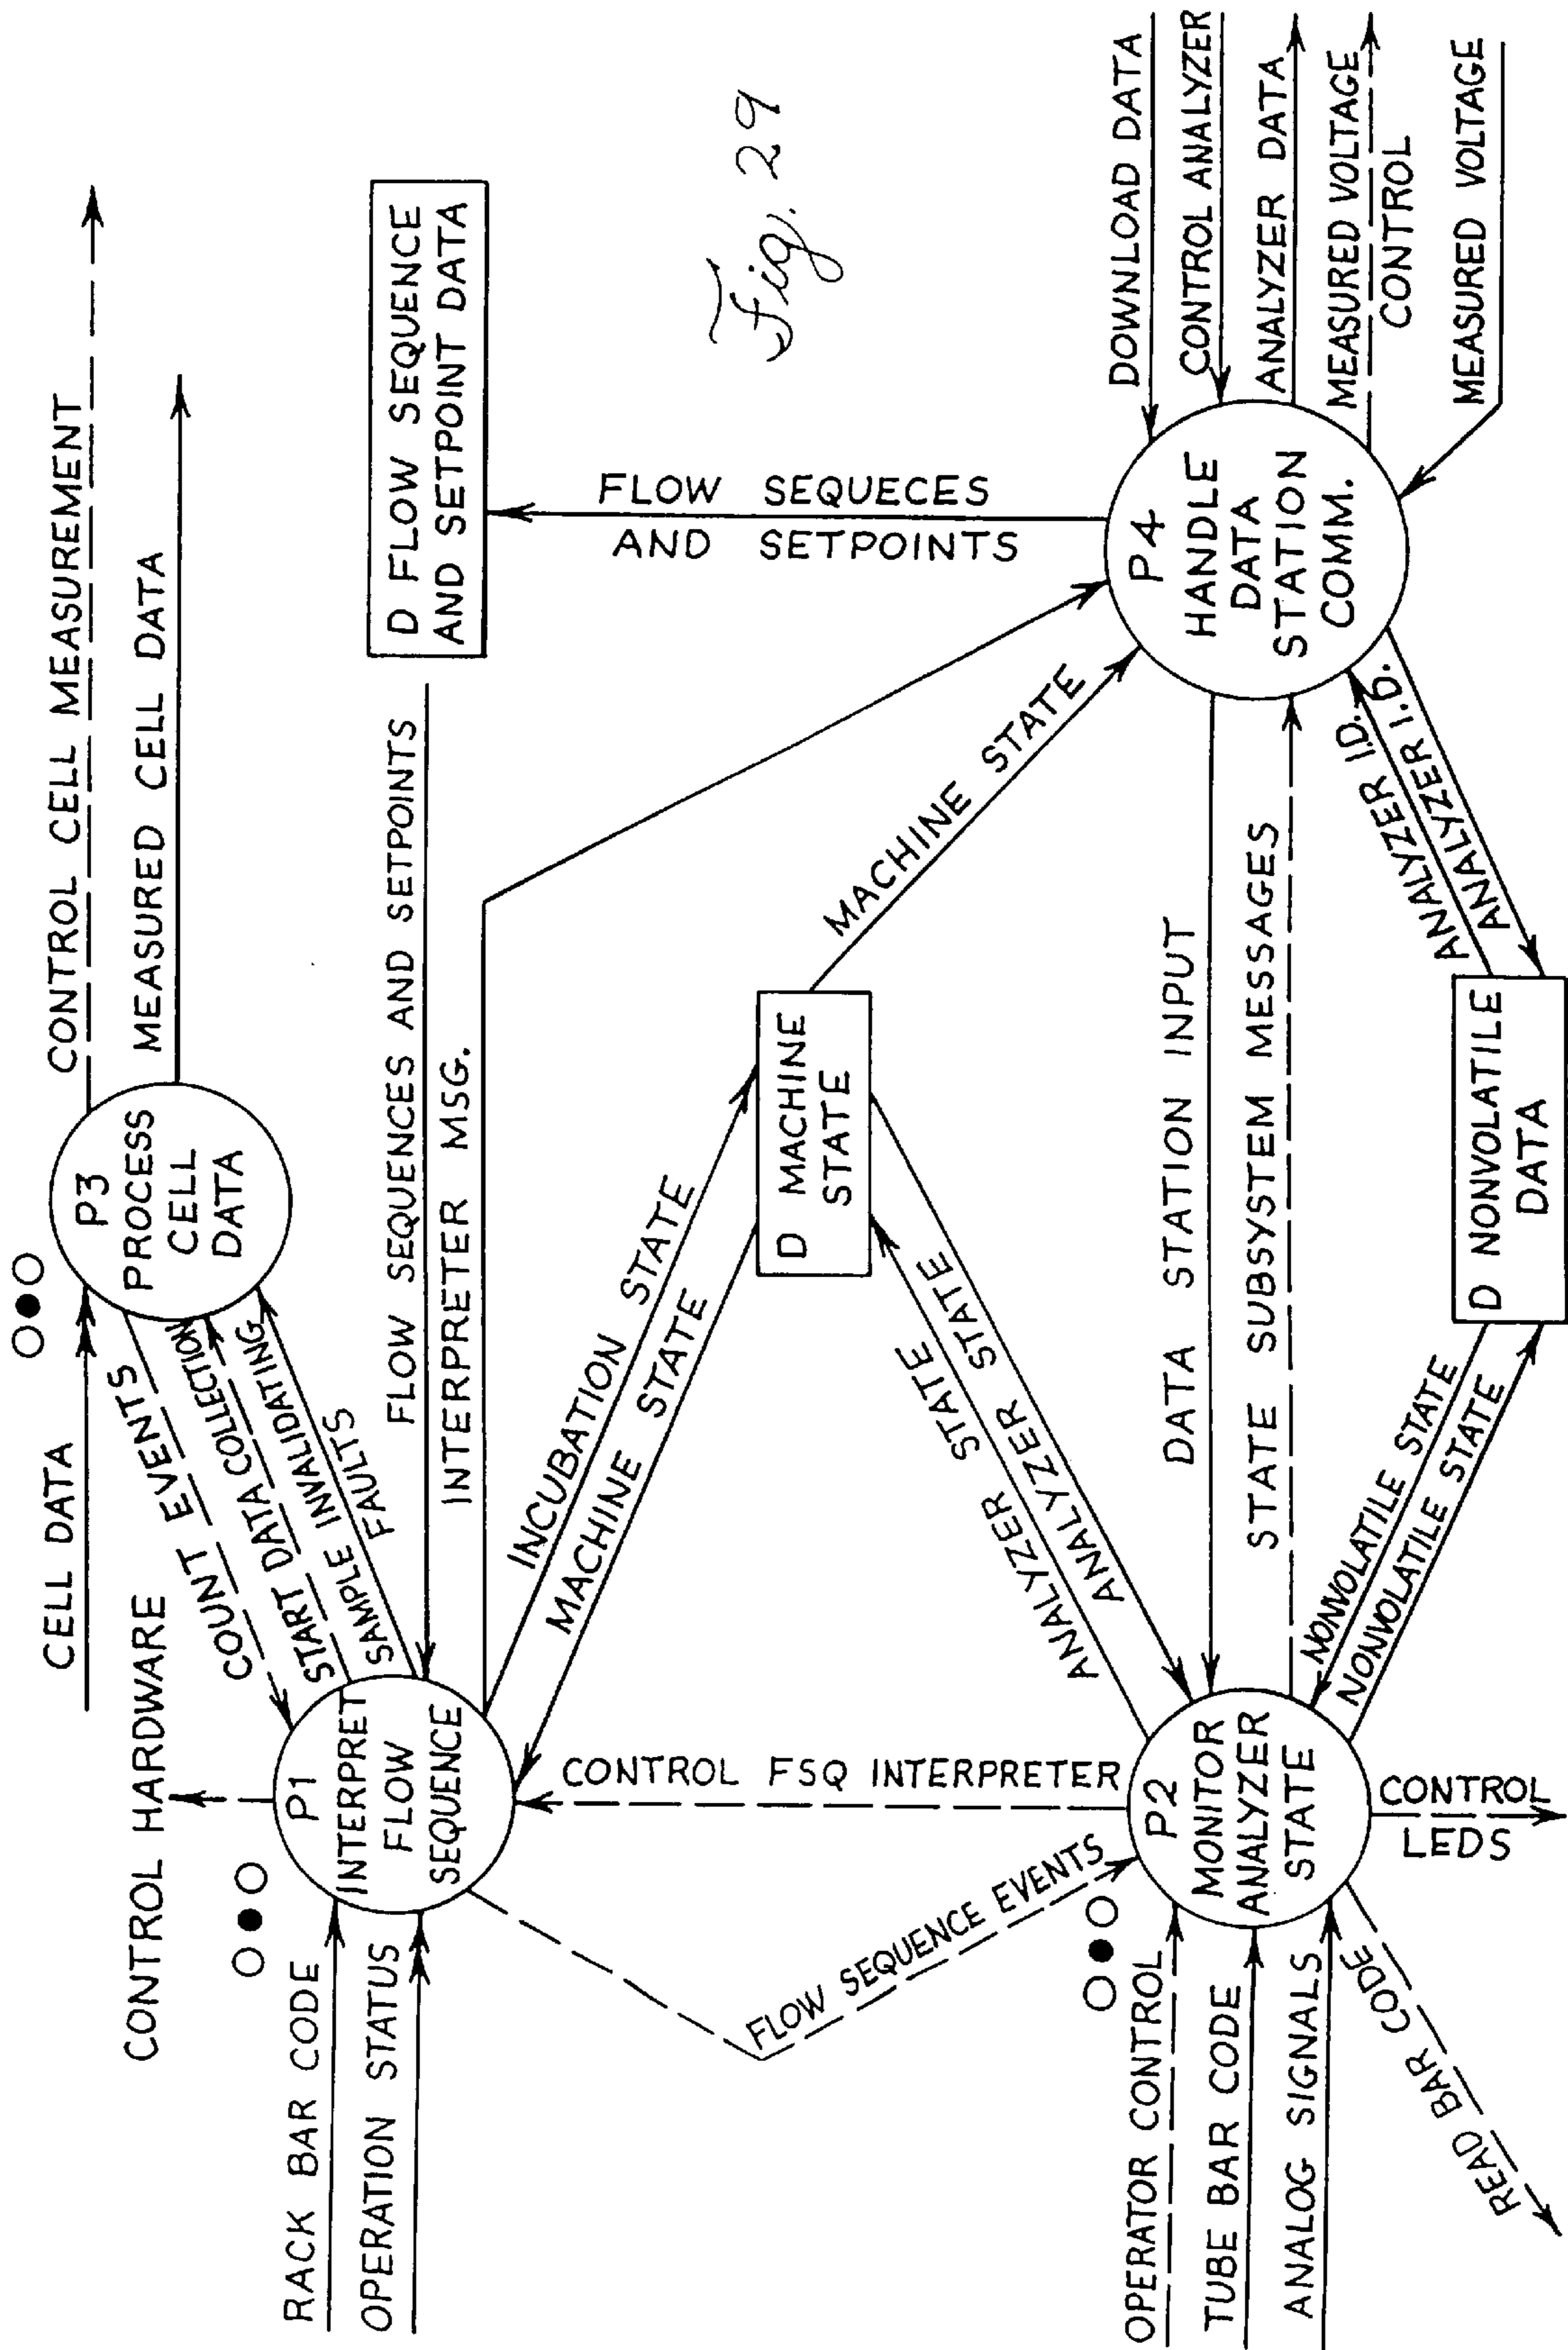 CONTROL CELL MEASUREMENT
MEASURED CELL DATA
CELL DATA
P3
PROCESS
CELL
DATA
COUNT EVENTS
START DATA COLLECTION
SAMPLE INVALIDATING
FAULTS
CONTROL HARDWARE
RACK BAR CODE
OPERATION STATUS
P1
INTERPRET
FLOW
SEQUENCE
FLOW SEQUENCES AND SETPOINTS
INTERPRETER MSG.
D FLOW SEQUENCE
AND SETPOINT DATA
INCUBATION STATE
MACHINE STATE
D MACHINE
STATE
MACHINE STATE
FLOW SEQUECES
AND SETPOINTS
Fig. 29
CONTROL FSQ INTERPRETER
FLOW SEQUENCE EVENTS
ANALYZER STATE
ANALYZER STATE
OPERATOR CONTROL
TUBE BAR CODE
ANALOG SIGNALS
P2
MONITOR
ANALYZER
STATE
CONTROL
LEDS
READ BAR CODE
DATA STATION INPUT
STATE SUBSYSTEM MESSAGES
NONVOLATILE STATE
NONVOLATILE STATE
D NONVOLATILE
DATA
ANALYZER I.D.
ANALYZER I.D.
P4
HANDLE
DATA
STATION
COMM.
DOWNLOAD DATA
CONTROL ANALYZER
ANALYZER DATA
MEASURED VOLTAGE
CONTROL
MEASURED VOLTAGE